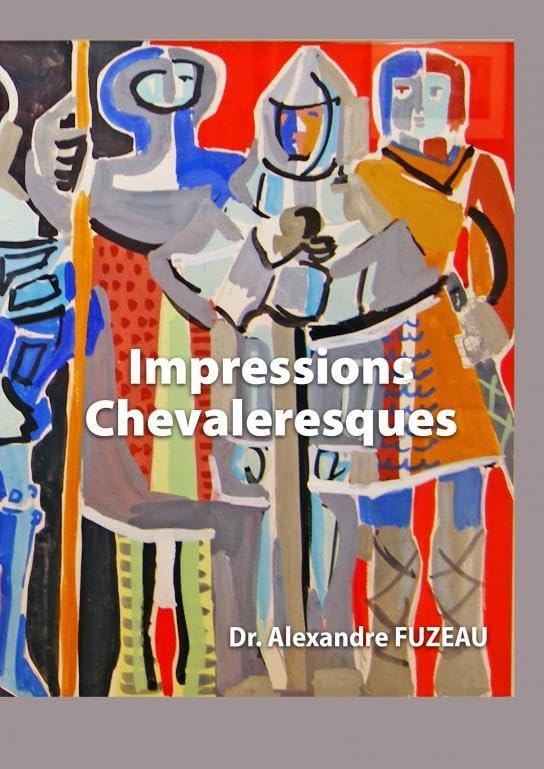 Impressions
Chevaleresques
Dr. Alexandre FUZEAU